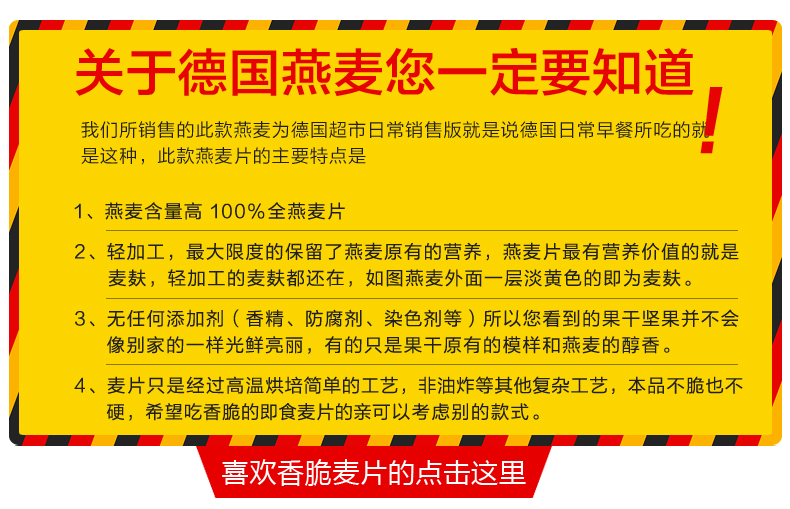 关于德国燕麦您一定要知道!
我们所销售的此款燕麦为德国超市日常销售版就是说德国日常早餐所吃的就
是这种，此款燕麦片的主要特点是
1、燕麦含量高 100%全燕麦片
2、轻加工，最大限度的保留了燕麦原有的营养，燕麦片最有营养价值的就是
麦麸，轻加工的麦麸都还在，如图燕麦外面一层淡黄色的即为麦麸。
3、无任何添加剂（香精、防腐剂、染色剂等）所以您看到的果干坚果并不会
像别家的一样光鲜亮丽，有的只是果干原有的模样和燕麦的醇香。
4、麦片只是经过高温烘培简单的工艺，非油炸等其他复杂工艺，本品不脆也不
硬，希望吃香脆的即食麦片的亲可以考虑别的款式。
喜欢香脆麦片的点击这里